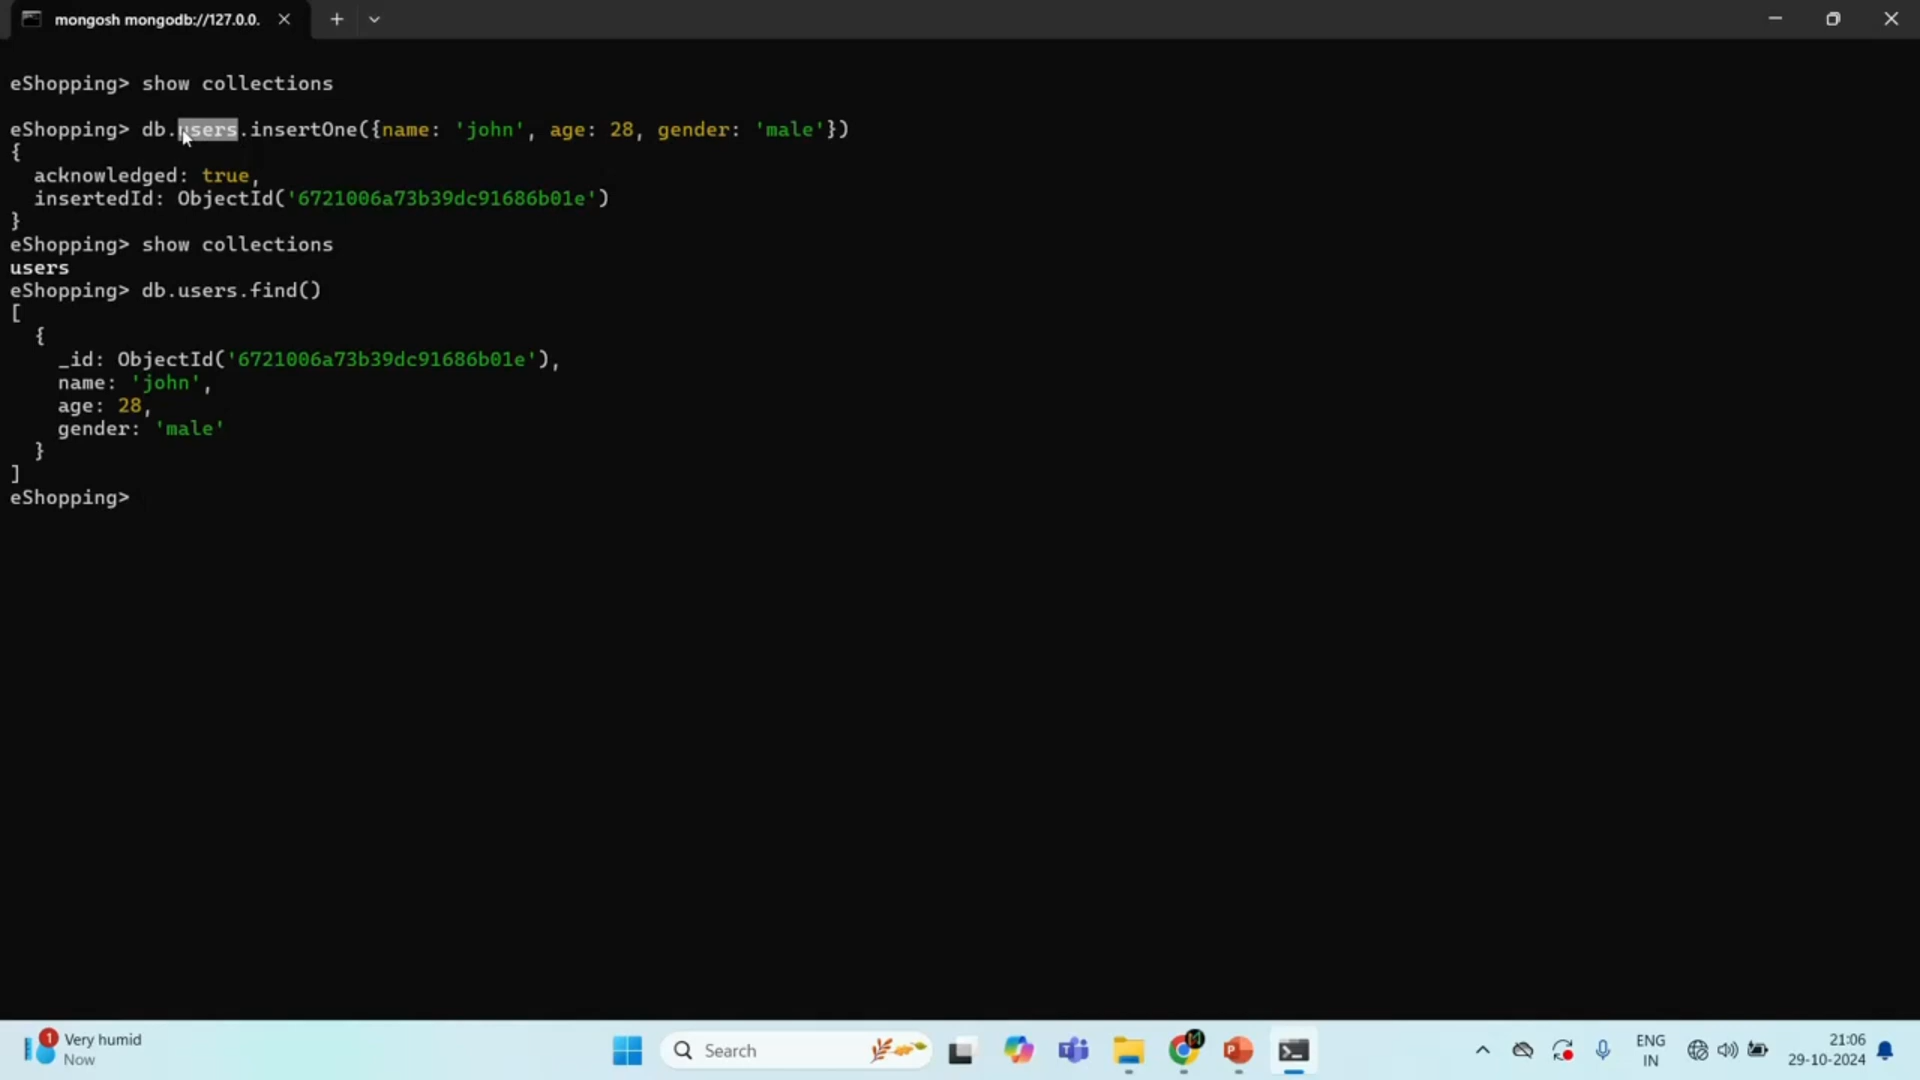 mongosh mongodb://127.0.0.
eShopping> show collections
eShopping> db.users.insertOne({name: 'john', age: 28, gender: 'male'})
{
  acknowledged: true,
  insertedId: ObjectId('6721006a73b39dc91686b01e')
}
eShopping> show collections
users
eShopping> db.users.find()
[
  {
    _id: ObjectId('6721006a73b39dc91686b01e'),
    name: 'john',
    age: 28,
    gender: 'male'
  }
]
eShopping>
1
Very humid
Now
Search
ENG
IN
21:06
29-10-2024